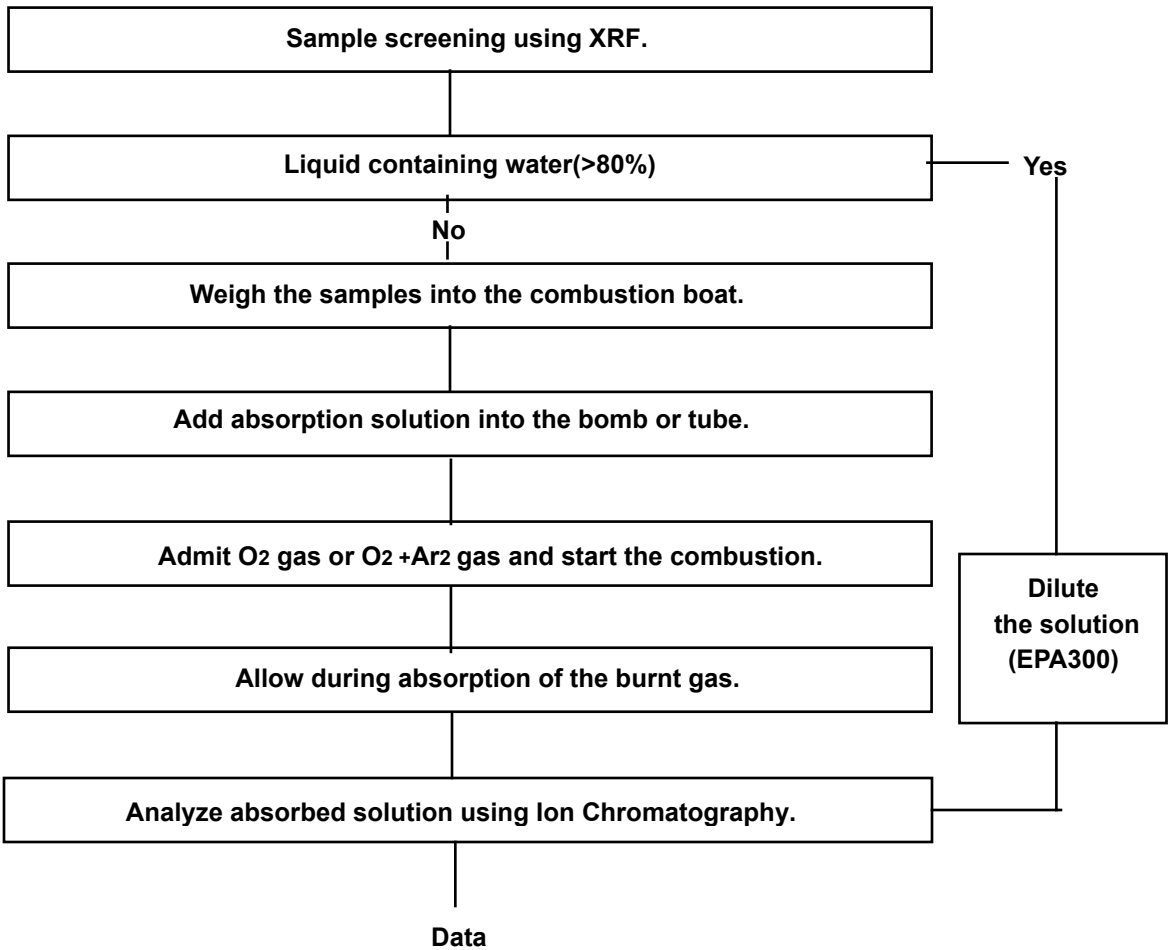 Sample screening using XRF.
Liquid containing water(>80%)
Yes
No
Weigh the samples into the combustion boat.
Add absorption solution into the bomb or tube.
Admit O2 gas or O2 +Ar2 gas and start the combustion.
Dilute
the solution
(EPA300)
Allow during absorption of the burnt gas.
Analyze absorbed solution using Ion Chromatography.
Data